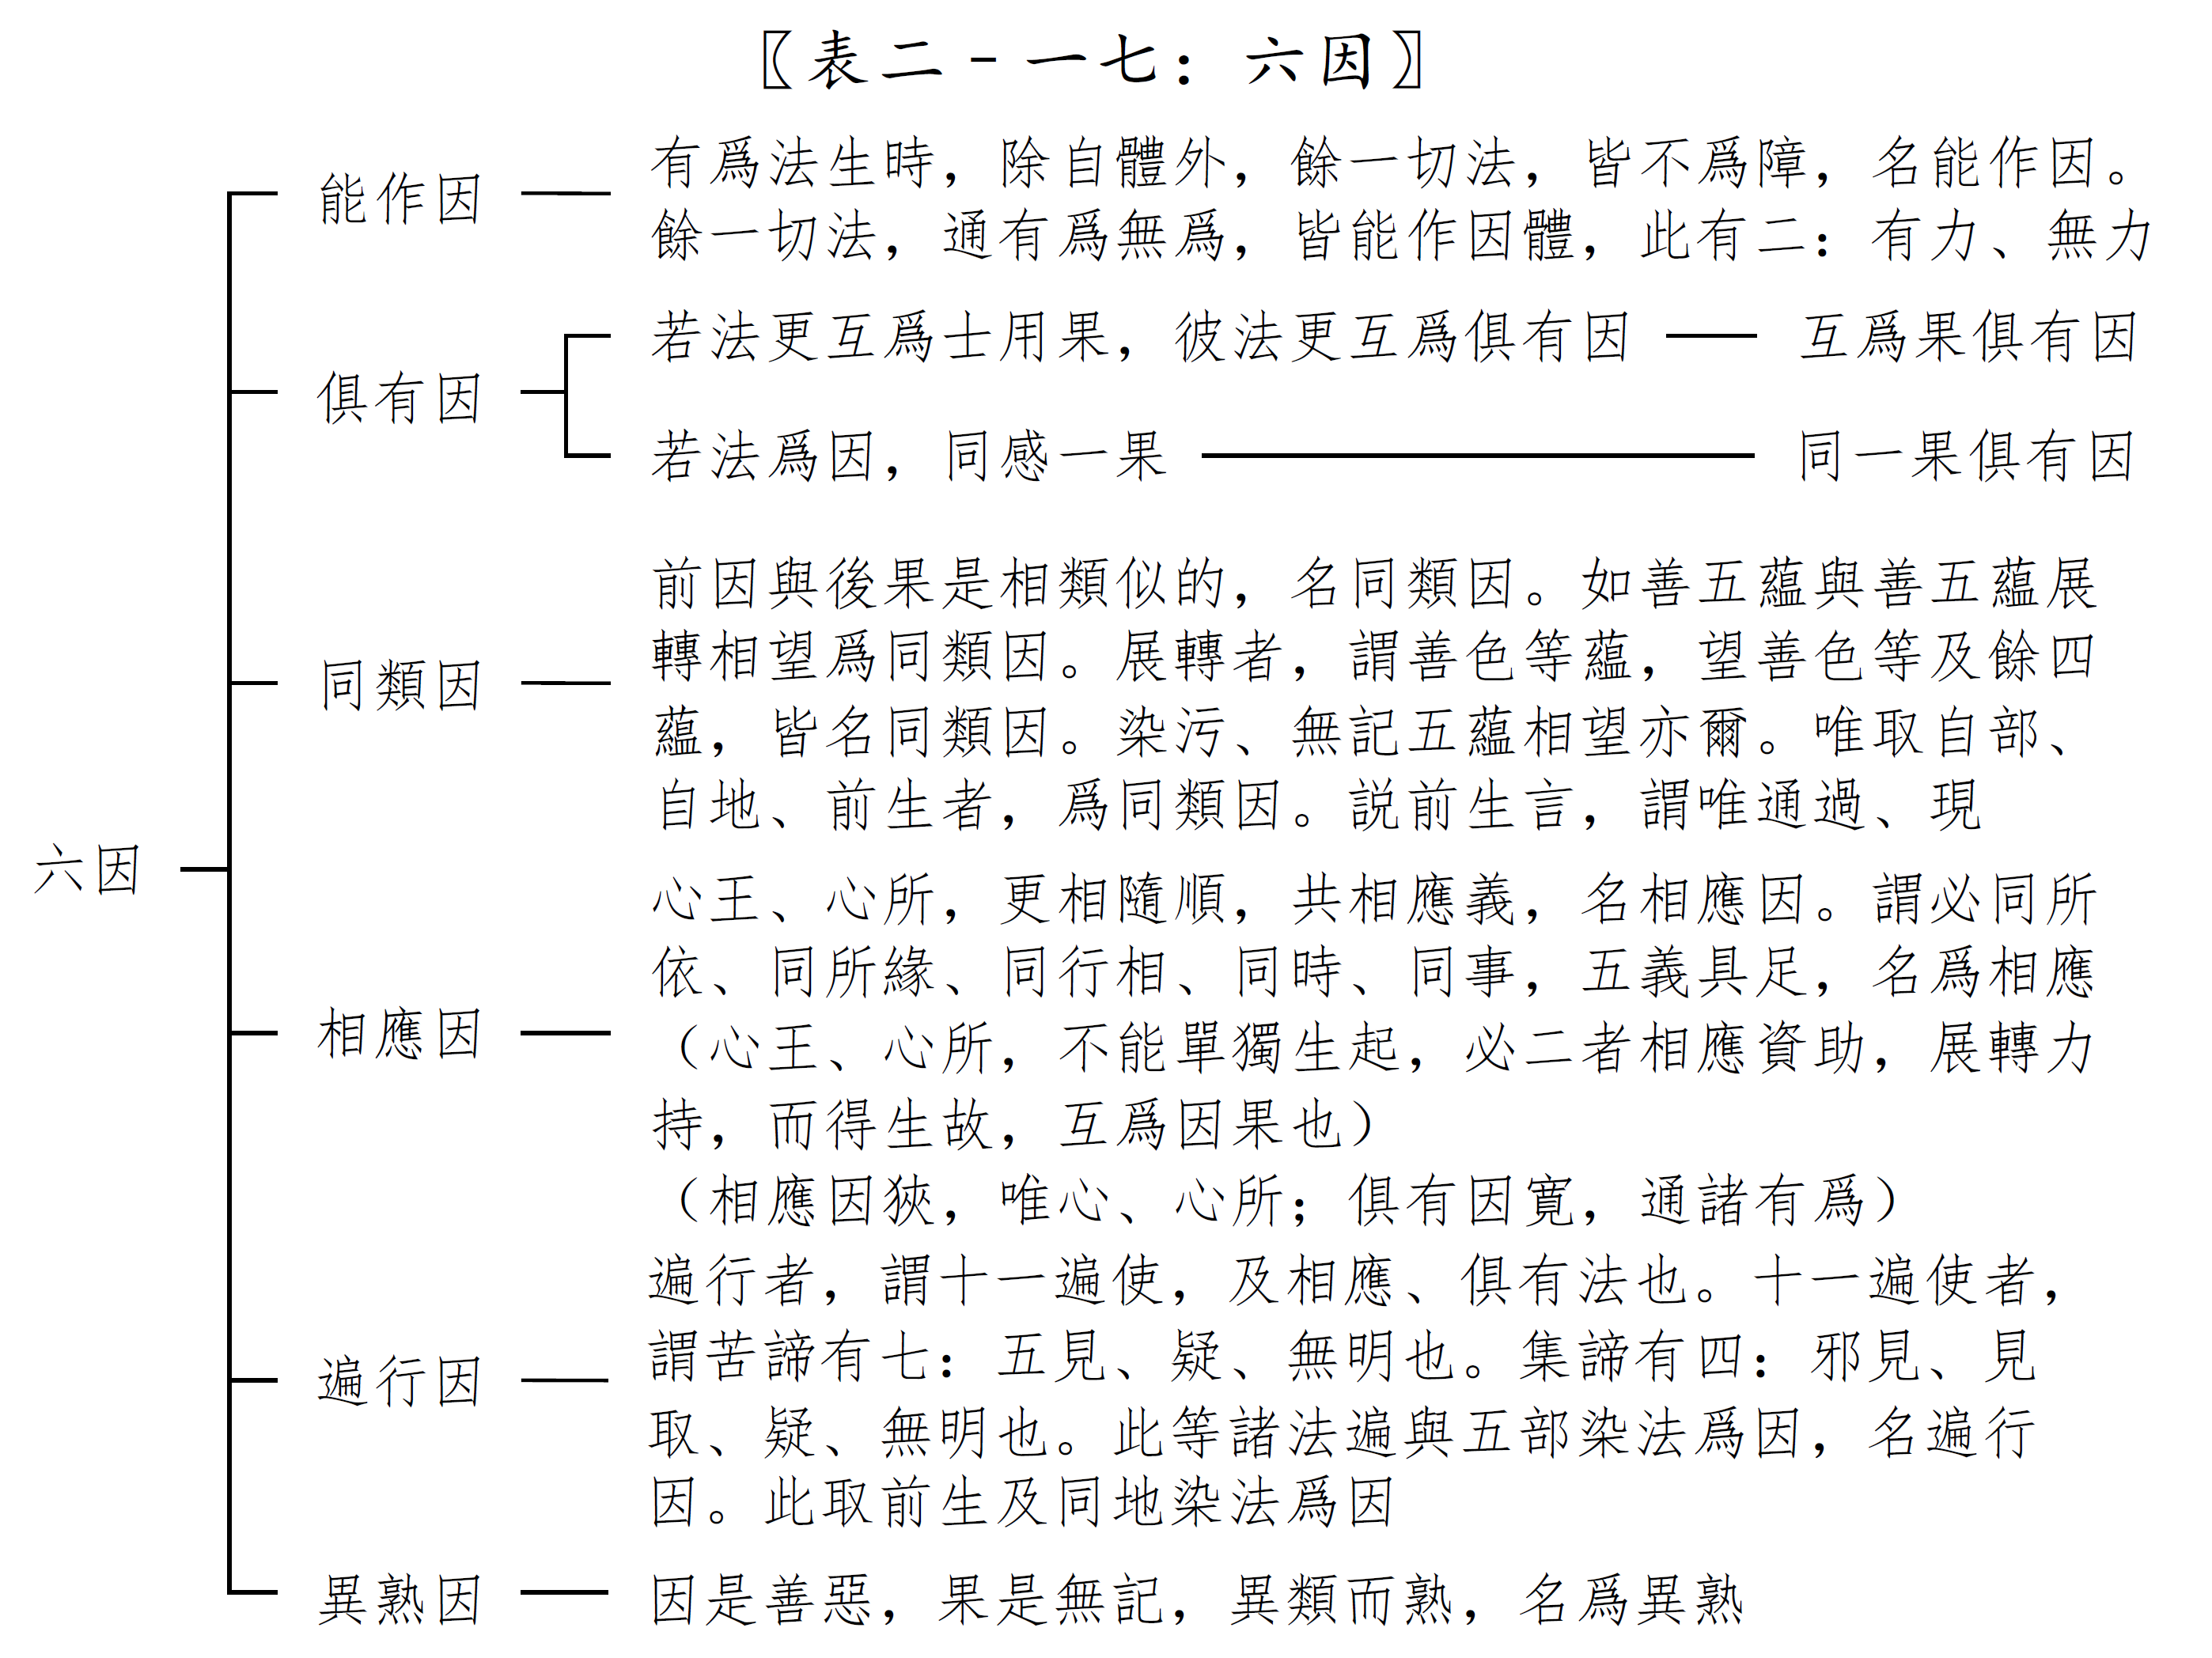 〖表二-一七：六因〗
六因
能作因
有爲法生時，除自體外，餘一切法，皆不爲障，名能作因。
餘一切法，通有爲無爲，皆能作因體，此有二：有力、無力
俱有因
若法更互爲士用果，彼法更互爲俱有因
互爲果俱有因
若法爲因，同感一果
同一果俱有因
同類因
前因與後果是相類似的，名同類因。如善五蘊與善五蘊展
轉相望爲同類因。展轉者，謂善色等蘊，望善色等及餘四
蘊，皆名同類因。染污、無記五蘊相望亦爾。唯取自部、
自地、前生者，爲同類因。説前生言，謂唯通過、現
相應因
心王、心所，更相隨順，共相應義，名相應因。謂必同所
依、同所緣、同行相、同時、同事，五義具足，名爲相應
（心王、心所，不能單獨生起，必二者相應資助，展轉力
持，而得生故，互爲因果也）
（相應因狹，唯心、心所；俱有因寬，通諸有爲）
遍行因
遍行者，謂十一遍使，及相應、俱有法也。十一遍使者，
謂苦諦有七：五見、疑、無明也。集諦有四：邪見、見
取、疑、無明也。此等諸法遍與五部染法爲因，名遍行
因。此取前生及同地染法爲因
異熟因
因是善惡，果是無記，異類而熟，名爲異熟